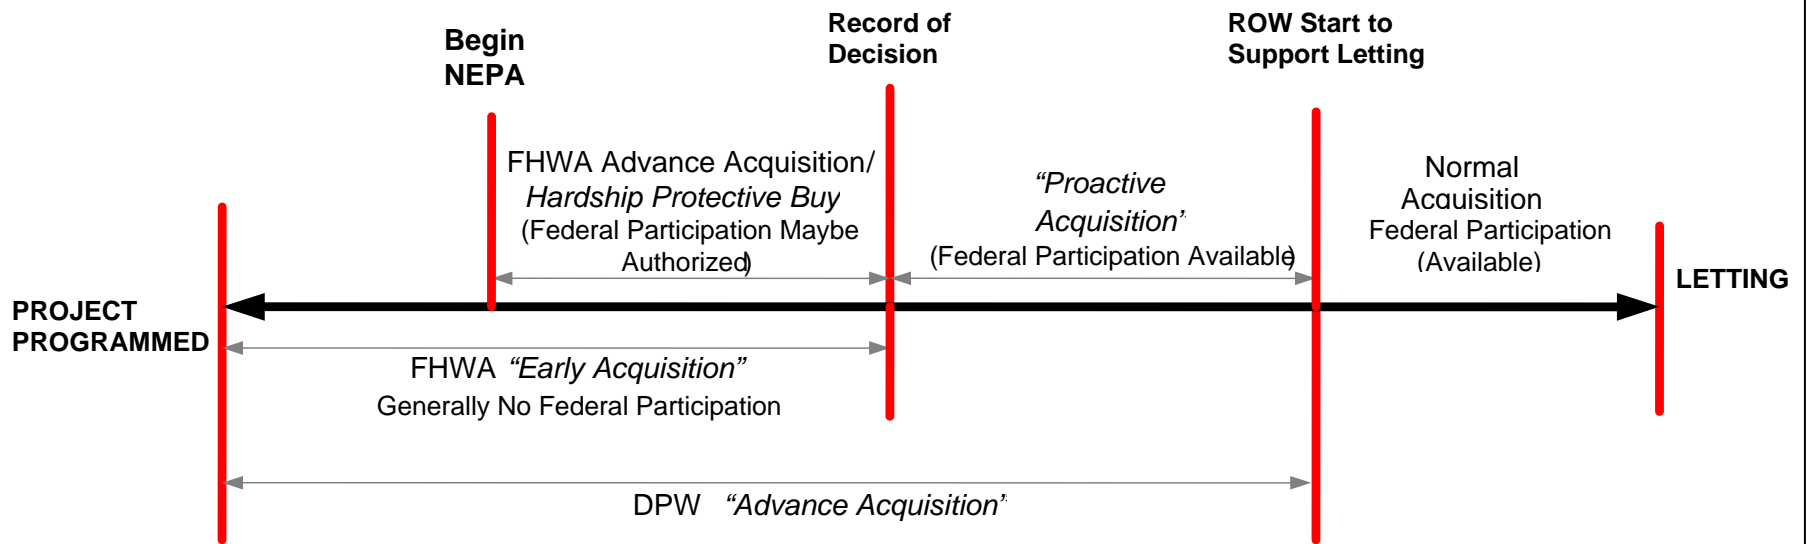 Begin
NEPA
Record of
Decision
ROW Start to
Support Letting
FHWA Advance Acquisition/
Hardship Protective Buy
(Federal Participation Maybe
Authorized)
“Proactive
Acquisition”
(Federal Participation Available)
Normal
Acquisition
Federal Participation
(Available)
PROJECT
PROGRAMMED
LETTING
FHWA “Early Acquisition”
Generally No Federal Participation
DPW “Advance Acquisition”